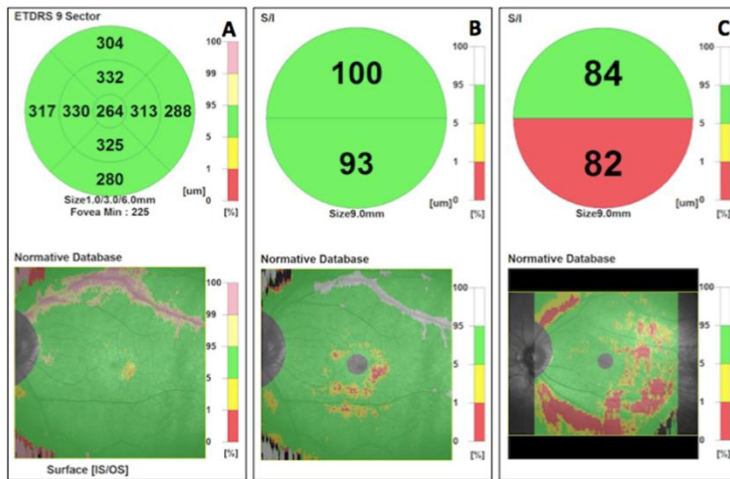 ETDRS 9 Sector
A
304
332
317 330 264 313 288
325
280
Size1.0/3.0/6.0mm
Fovea Min : 225
100
99
95
5
1
0
[um]
[%]
Normative Database
100
99
95
5
1
0
[%]
Surface [IS/OS]
S/I
B
100
93
Size9.0mm
100
95
5
1
0
[um]
[%]
Normative Database
100
95
5
1
0
[%]
S/I
C
84
82
Size9.0mm
100
95
5
1
0
[um]
[%]
Normative Database
100
95
5
1
0
[%]